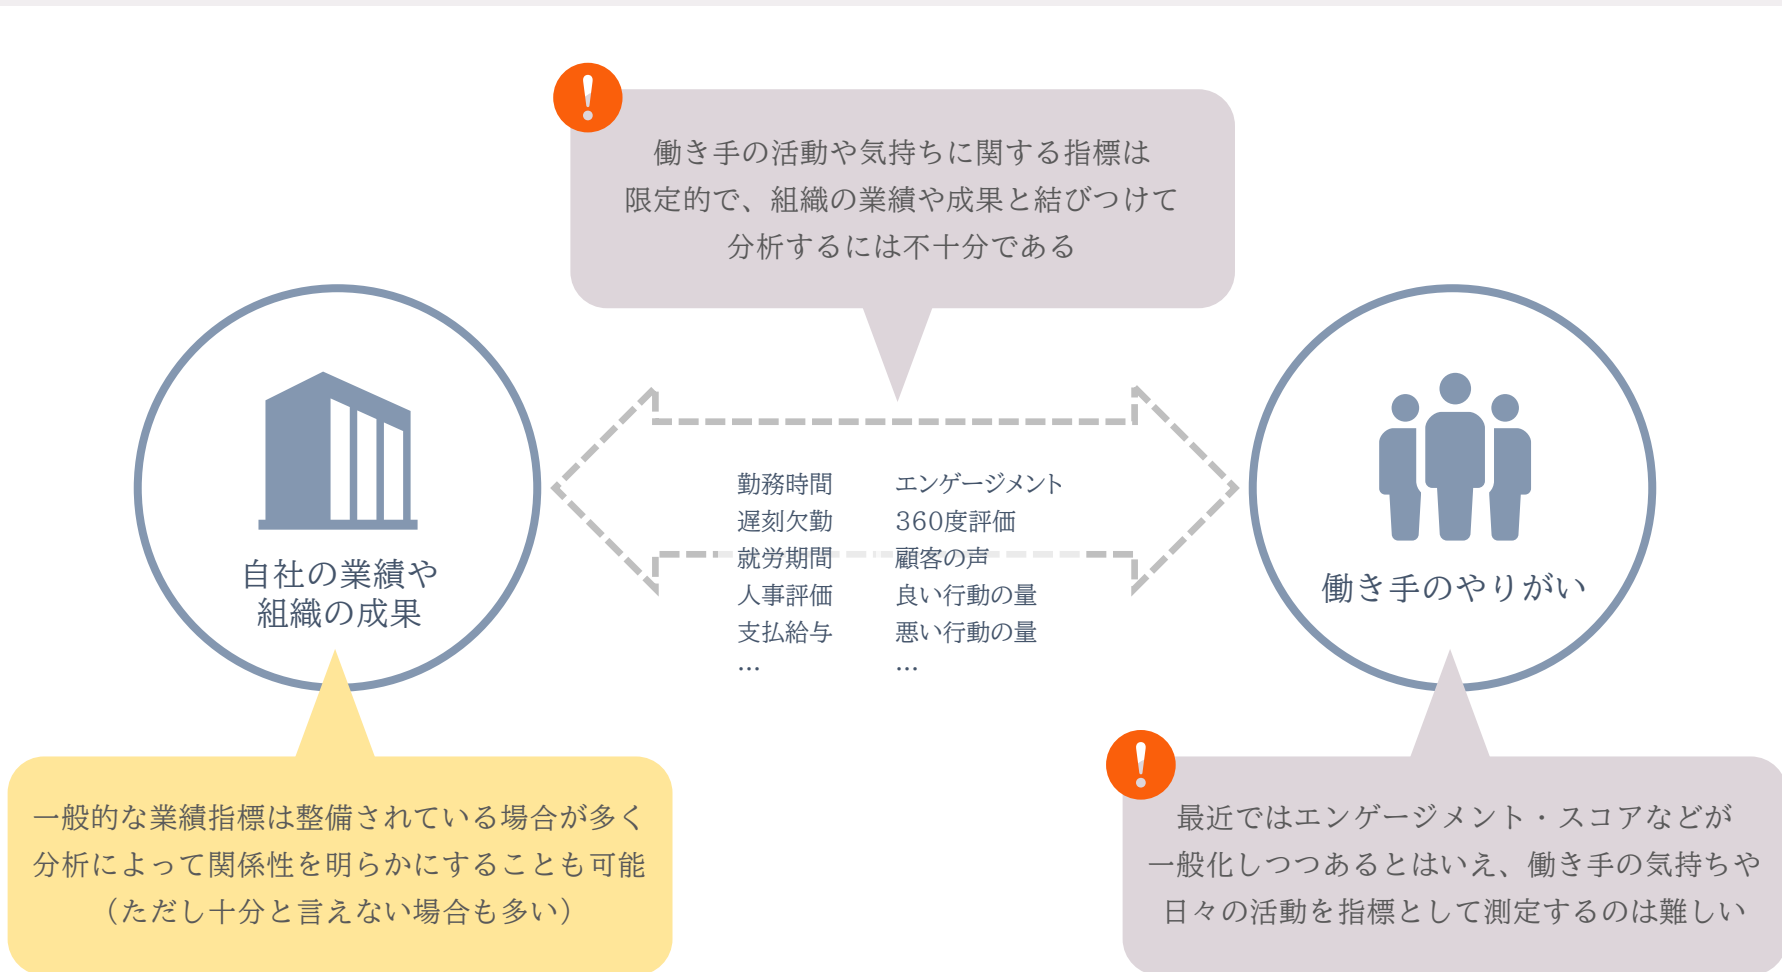 働き手の活動や気持ちに関する指標は
限定的で、組織の業績や成果と結びつけて
分析するには不十分である
自社の業績や
組織の成果
勤務時間
遅刻欠勤
就労期間
人事評価
支払給与
…
エンゲージメント
360度評価
顧客の声
良い行動の量
悪い行動の量
…
働き手のやりがい
一般的な業績指標は整備されている場合が多く
分析によって関係性を明らかにすることも可能
（ただし十分と言えない場合も多い）
最近ではエンゲージメント・スコアなどが
一般化しつつあるとはいえ、働き手の気持ちや
日々の活動を指標として測定するのは難しい